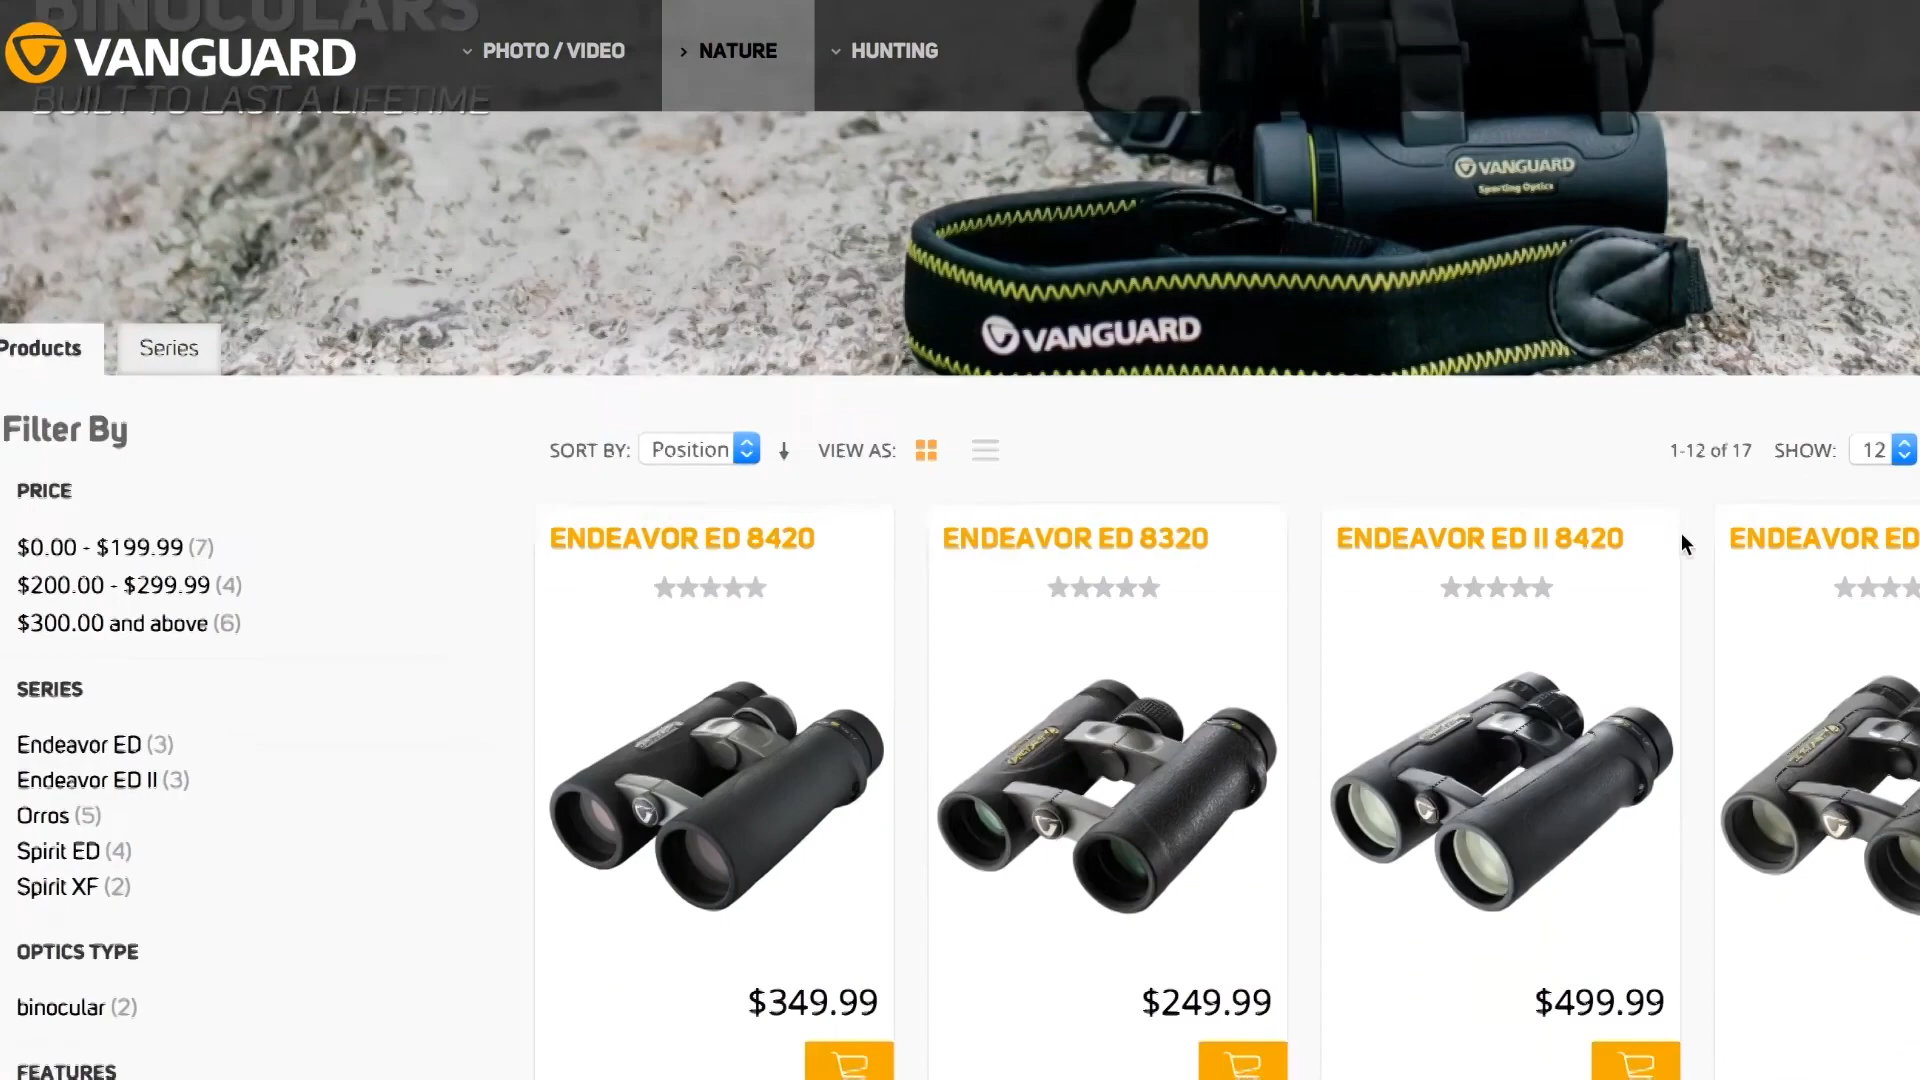 BINOCULARS
VANGUARD
PHOTO / VIDEO
NATURE
HUNTING
BUILT TO LAST A LIFETIME
VANGUARD
Sporting Optics
VANGUARD
Products
Series
Filter By
SORT BY: Position
VIEW AS:
1-12 of 17
SHOW: 12
PRICE
$0.00 - $199.99 (7)
$200.00 - $299.99 (4)
$300.00 and above (6)
SERIES
Endeavor ED (3)
Endeavor ED II (3)
Orros (5)
Spirit ED (4)
Spirit XF (2)
OPTICS TYPE
binocular (2)
FEATURES
ENDEAVOR ED 8420
$349.99
ENDEAVOR ED 8320
$249.99
ENDEAVOR ED II 8420
$499.99
ENDEAVOR ED